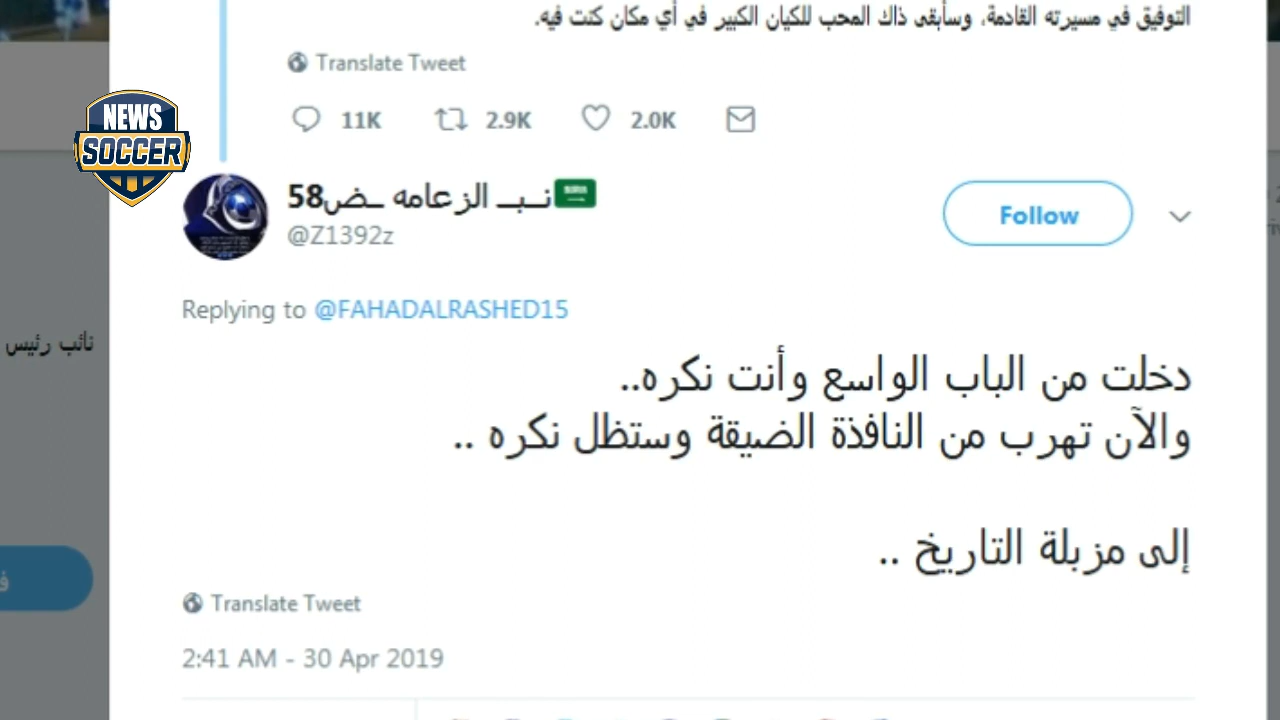 التوفيق في مسيرته القادمة، وسأبقى ذاك المحب للكيان الكبير في أي مكان كنت فيه.
Translate Tweet
11K 2.9K 2.0K
NEWS
SOCCER
نــبــ الزعامه ــض58
@Z1392z
Follow
Replying to @FAHADALRASHED15
نائب رئيس
دخلت من الباب الواسع وأنت نكره..
والآن تهرب من النافذة الضيقة وستظل نكره ..
إلى مزبلة التاريخ ..
Translate Tweet
2:41 AM - 30 Apr 2019